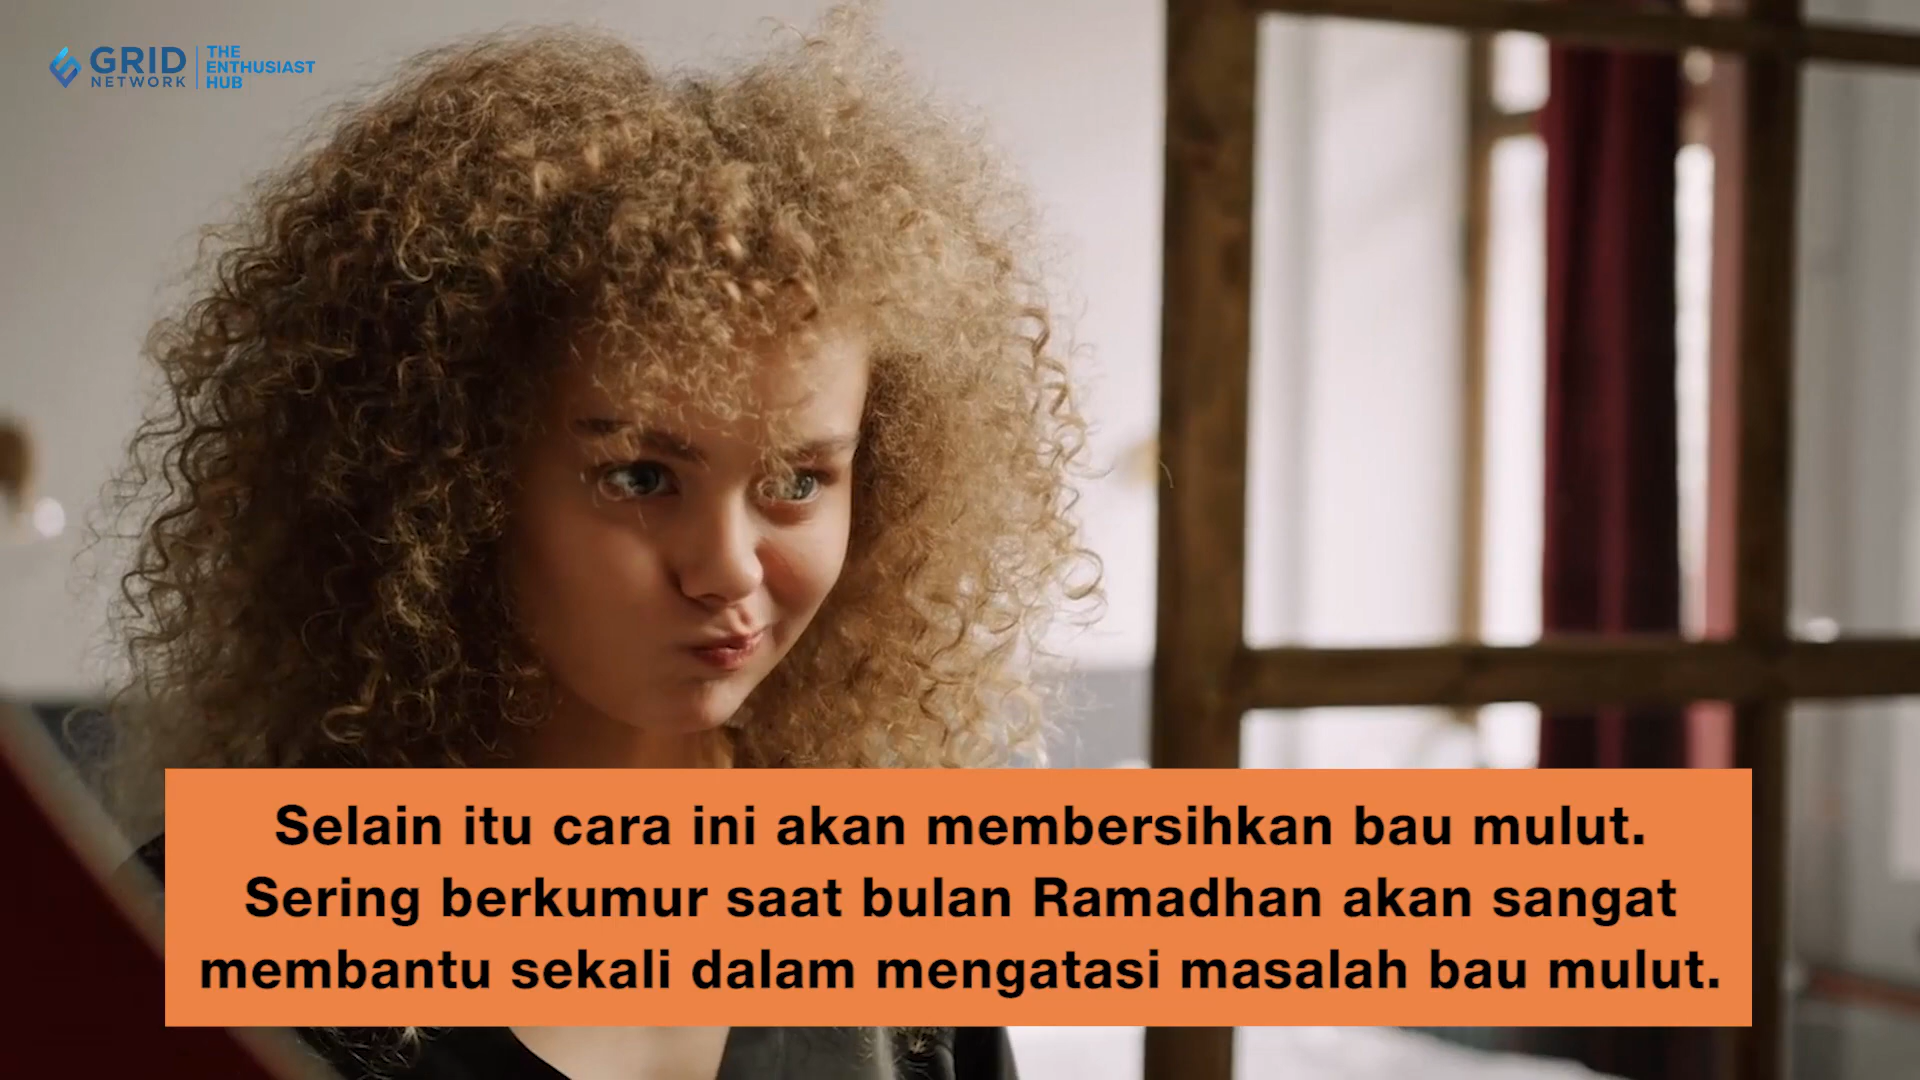 GRID
NETWORK
THE
ENTHUSIAST
HUB
Selain itu cara ini akan membersihkan bau mulut.
Sering berkumur saat bulan Ramadhan akan sangat
membantu sekali dalam mengatasi masalah bau mulut.